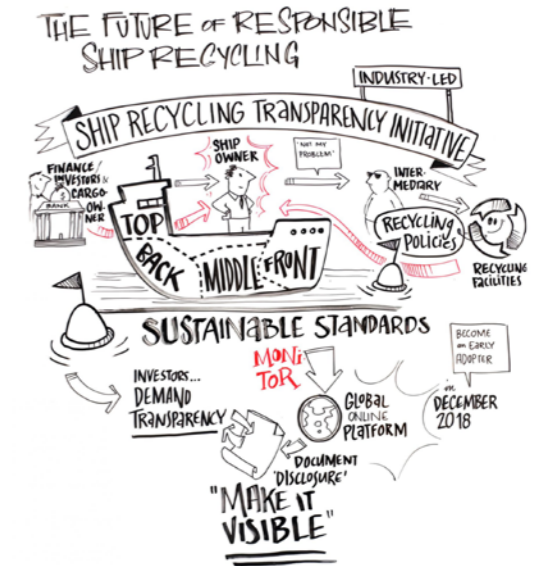 THE FUTURE OF RESPONSIBLE
SHIP RECYCLING
INDUSTRY-LED
SHIP RECYCLING TRANSPARENCY INITIATIVE
FINANCE/
INVESTORS
CARGO-
OW-
NER
BANK
SHIP
OWNER
'NOT MY
PROBLEM'
INTER-
MEDIARY
RECYCLING
POLICIES
RECYCLING
FACILITIES
TOP
BACK
MIDDLE
FRONT
SUSTAINABLE STANDARDS
MONI
TOR
BECOME
an EARLY
ADOPTER
INVESTORS...
DEMAND
TRANSPARENCY
GLOBAL
ONLINE
PLATFORM
in
DECEMBER
2018
DOCUMENT
'DISCLOSURE'
"MAKE IT
VISIBLE"